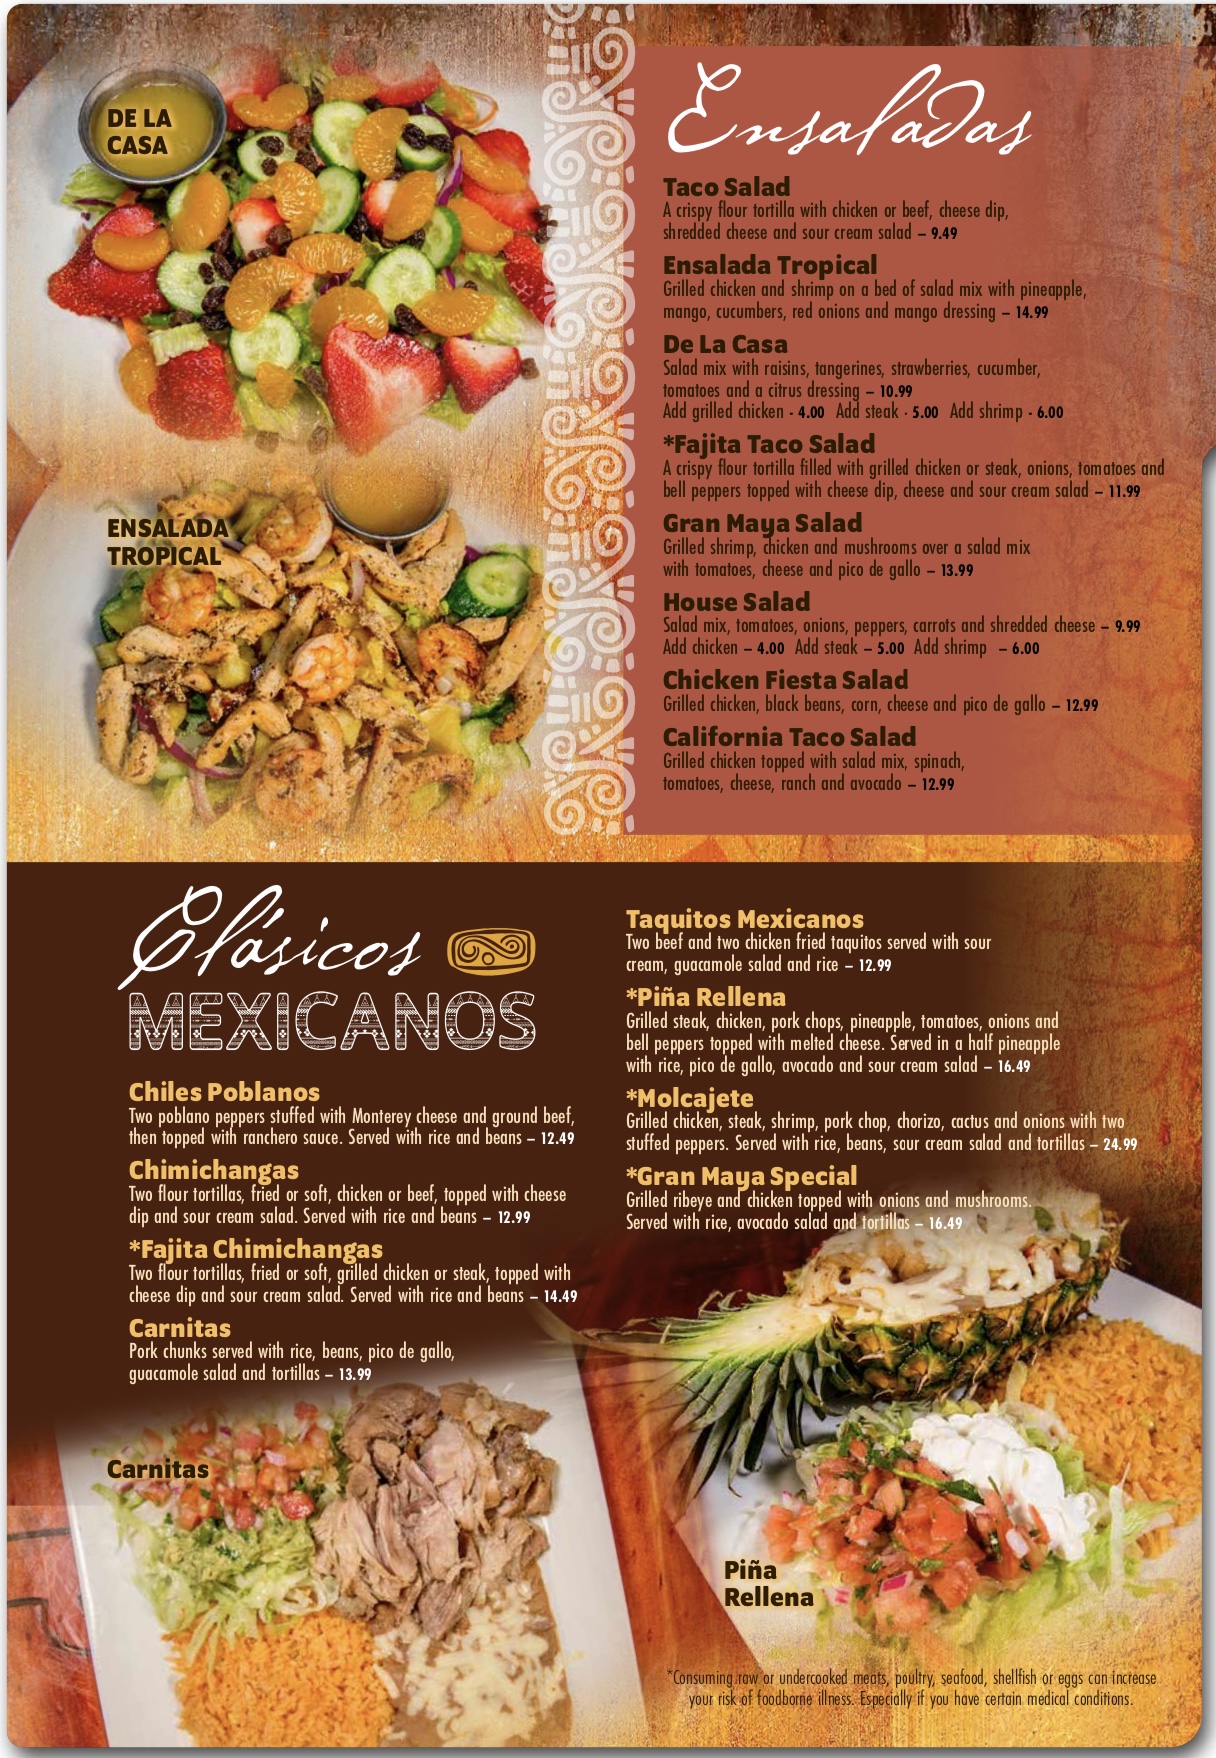 DE LA
CASA
ENSALADA
TROPICAL
Ensaladas
Taco Salad
A crispy flour tortilla with chicken or beef, cheese dip,
shredded cheese and sour cream salad – 9.49
Ensalada Tropical
Grilled chicken and shrimp on a bed of salad mix with pineapple,
mango, cucumbers, red onions and mango dressing – 14.99
De La Casa
Salad mix with raisins, tangerines, strawberries, cucumber,
tomatoes and a citrus dressing – 10.99
Add grilled chicken - 4.00 Add steak - 5.00 Add shrimp - 6.00
*Fajita Taco Salad
A crispy flour tortilla filled with grilled chicken or steak, onions, tomatoes and
bell peppers topped with cheese dip, cheese and sour cream salad – 11.99
Gran Maya Salad
Grilled shrimp, chicken and mushrooms over a salad mix
with tomatoes, cheese and pico de gallo – 13.99
House Salad
Salad mix, tomatoes, onions, peppers, carrots and shredded cheese – 9.99
Add chicken – 4.00 Add steak – 5.00 Add shrimp – 6.00
Chicken Fiesta Salad
Grilled chicken, black beans, corn, cheese and pico de gallo – 12.99
California Taco Salad
Grilled chicken topped with salad mix, spinach,
tomatoes, cheese, ranch and avocado – 12.99
Clásicos
MEXICANOS
Chiles Poblanos
Two poblano peppers stuffed with Monterey cheese and ground beef,
then topped with ranchero sauce. Served with rice and beans – 12.49
Chimichangas
Two flour tortillas, fried or soft, chicken or beef, topped with cheese
dip and sour cream salad. Served with rice and beans – 12.99
*Fajita Chimichangas
Two flour tortillas, fried or soft, grilled chicken or steak, topped with
cheese dip and sour cream salad. Served with rice and beans – 14.49
Carnitas
Pork chunks served with rice, beans, pico de gallo,
guacamole salad and tortillas – 13.99
Taquitos Mexicanos
Two beef and two chicken fried taquitos served with sour
cream, guacamole salad and rice – 12.99
*Piña Rellena
Grilled steak, chicken, pork chops, pineapple, tomatoes, onions and
bell peppers topped with melted cheese. Served in a half pineapple
with rice, pico de gallo, avocado and sour cream salad – 16.49
*Molcajete
Grilled chicken, steak, shrimp, pork chop, chorizo, cactus and onions with two
stuffed peppers. Served with rice, beans, sour cream salad and tortillas – 24.99
*Gran Maya Special
Grilled ribeye and chicken topped with onions and mushrooms.
Served with rice, avocado salad and tortillas – 16.49
Carnitas
Piña
Rellena
*Consuming raw or undercooked meats, poultry, seafood, shellfish or eggs can increase
your risk of foodborne illness. Especially if you have certain medical conditions.